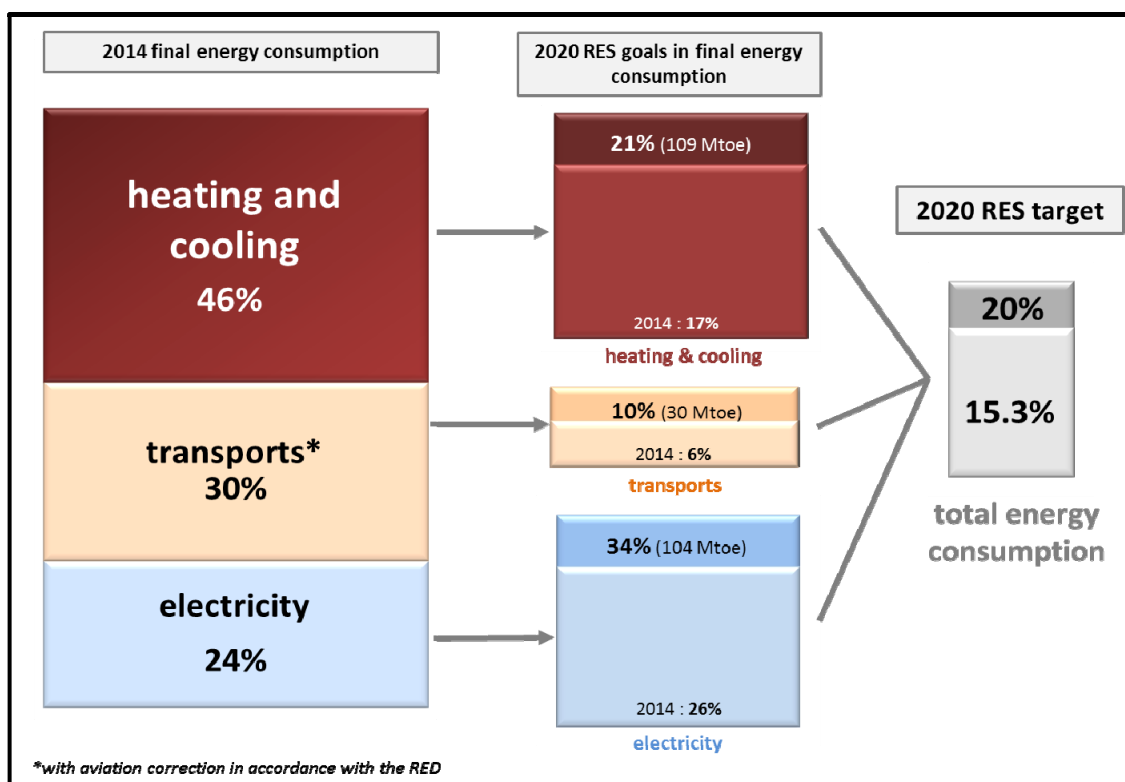 2014 final energy consumption
heating and
cooling
46%
transports*
30%
electricity
24%
*with aviation correction in accordance with the RED
2020 RES goals in final energy
consumption
21% (109 Mtoe)
2014 : 17%
heating & cooling
10% (30 Mtoe)
2014 : 6%
transports
34% (104 Mtoe)
2014 : 26%
electricity
2020 RES target
20%
15.3%
total energy
consumption